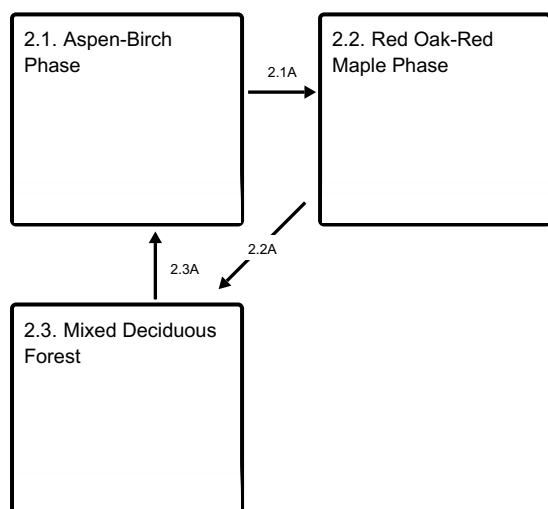 2.1. Aspen-Birch
Phase
2.1A
2.2. Red Oak-Red
Maple Phase
2.2A
2.3A
2.3. Mixed Deciduous
Forest